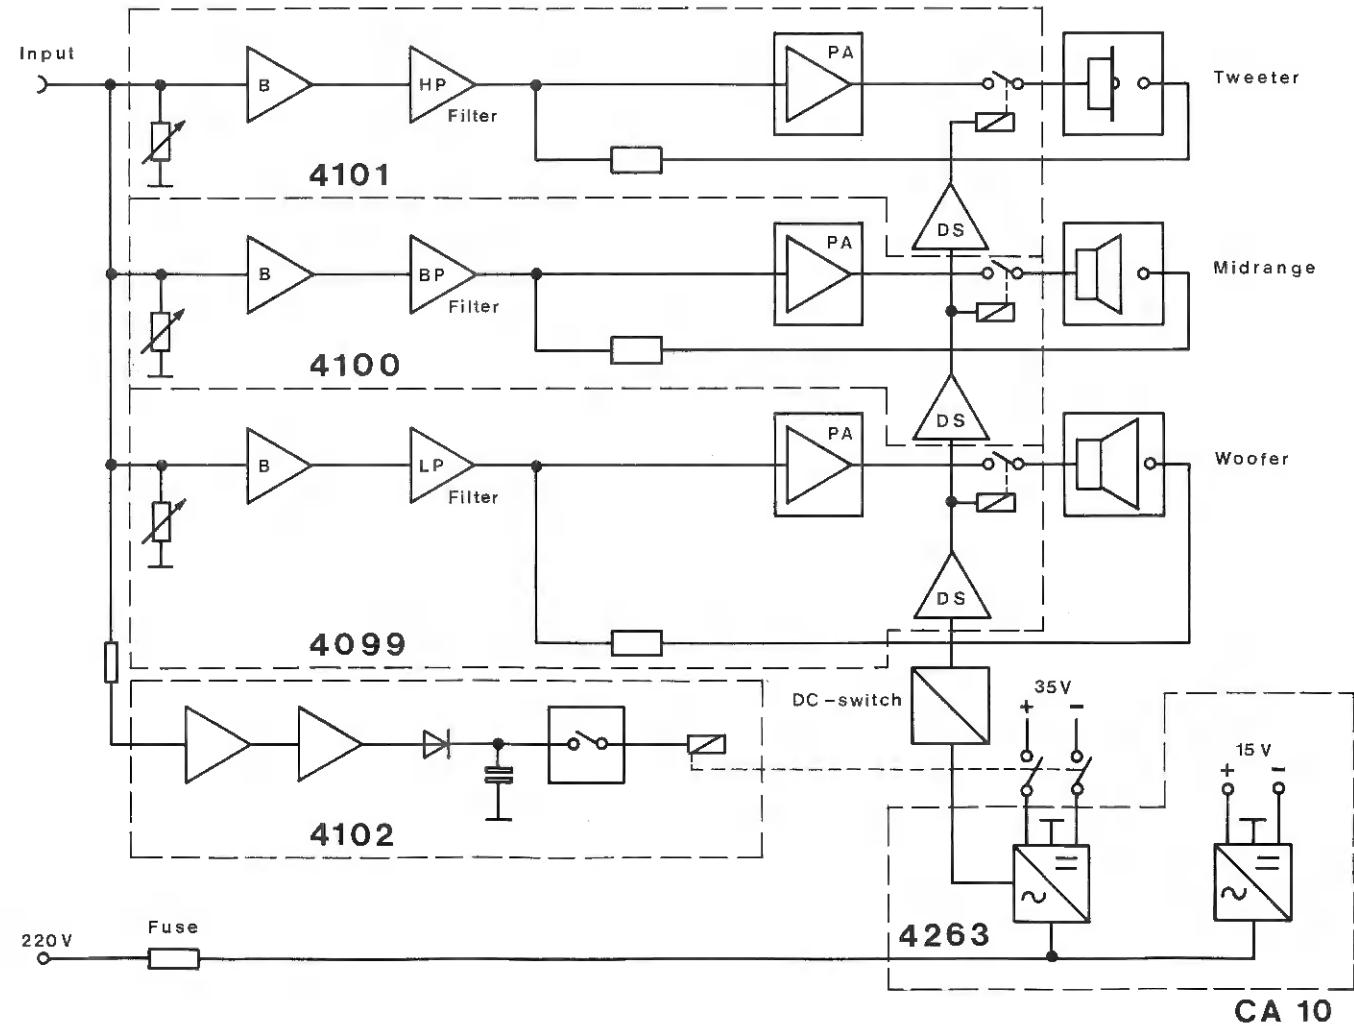 Input
B
HP
Filter
PA
Tweeter
4101
DS
B
BP
Filter
PA
Midrange
4100
DS
B
LP
Filter
PA
Woofer
4099
DS
DC-switch
35V
+ -
15 V
+ -
4102
4263
220V
Fuse
CA 10